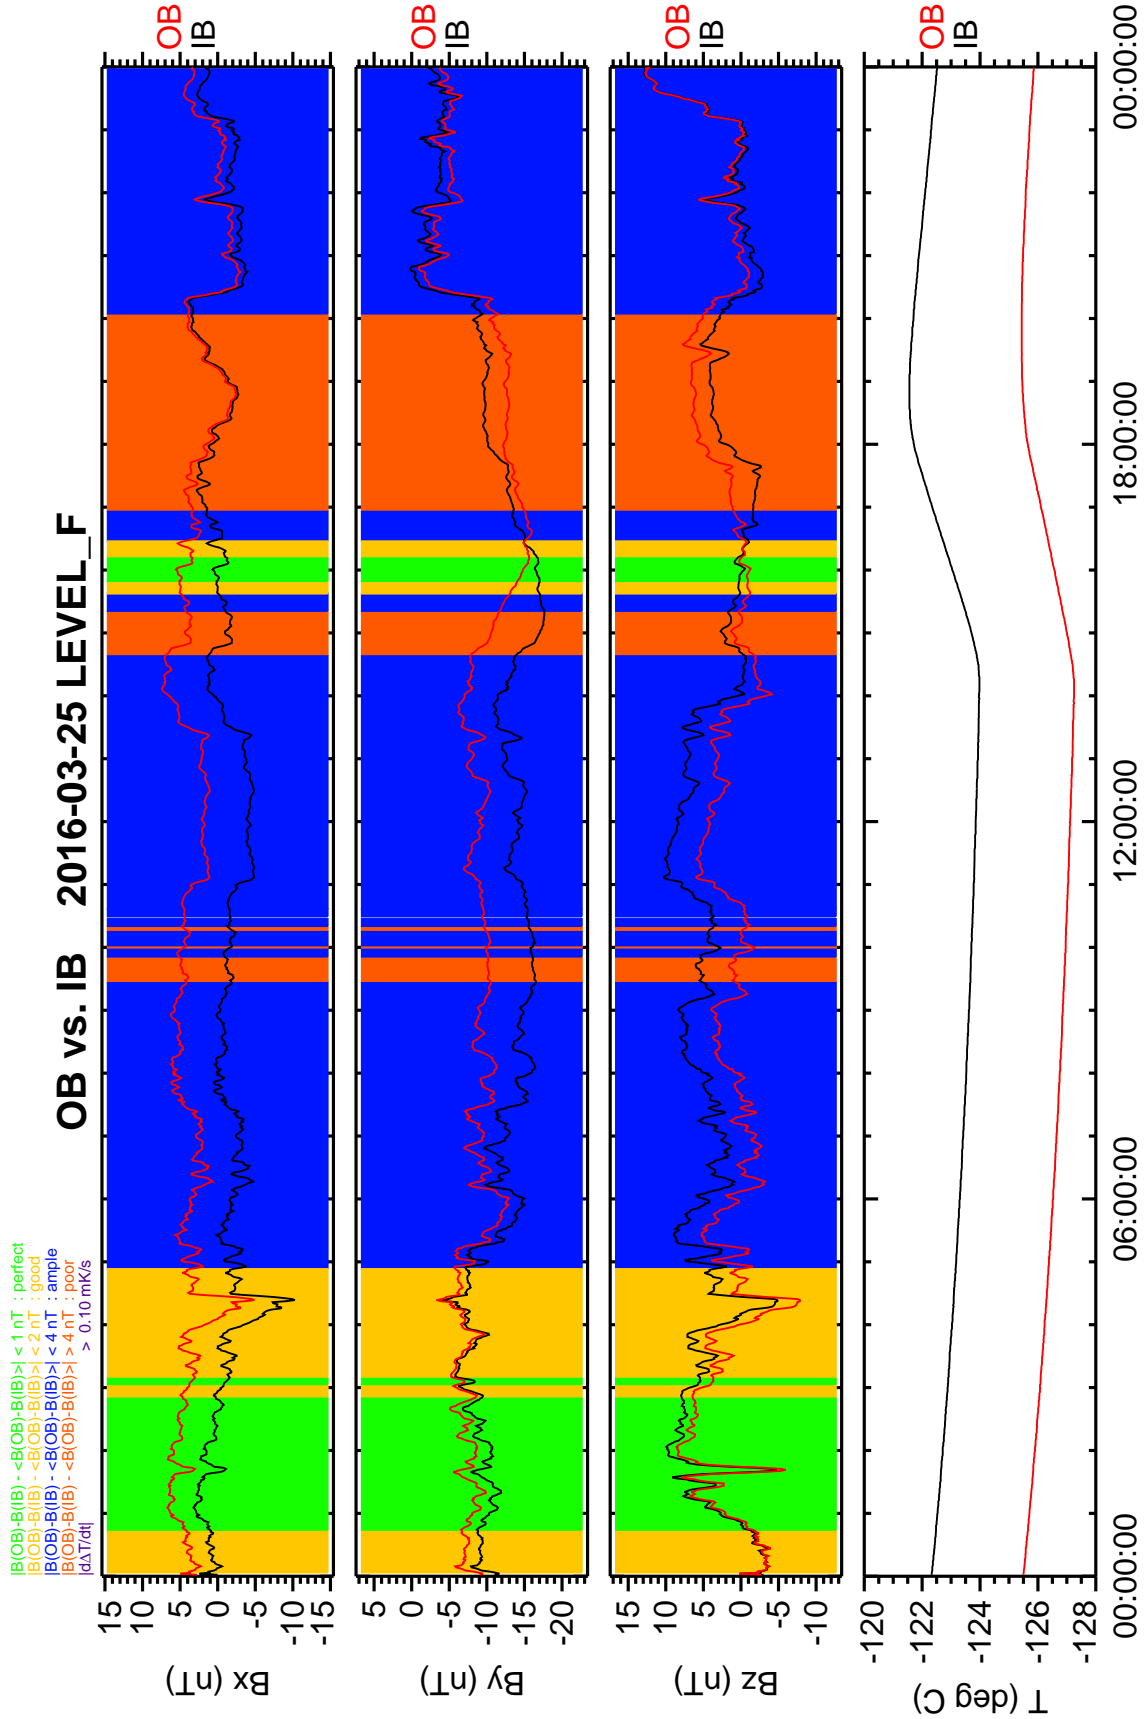 OB vs. IB 2016-03-25 LEVEL_F
|B(OB)-B(IB) - <B(OB)-B(IB)>| < 1 nT : perfect
|B(OB)-B(IB) - <B(OB)-B(IB)>| < 2 nT : good
|B(OB)-B(IB) - <B(OB)-B(IB)>| < 4 nT : ample
|B(OB)-B(IB) - <B(OB)-B(IB)>| > 4 nT : poor
|dΔT/dt| > 0.10 mK/s
Bx (nT)
15
10
5
0
-5
-10
-15
OB
IB
By (nT)
5
0
-5
-10
-15
-20
OB
IB
Bz (nT)
15
10
5
0
-5
-10
OB
IB
T (deg C)
-120
-122
-124
-126
-128
OB
IB
00:00:00
06:00:00
12:00:00
18:00:00
00:00:00